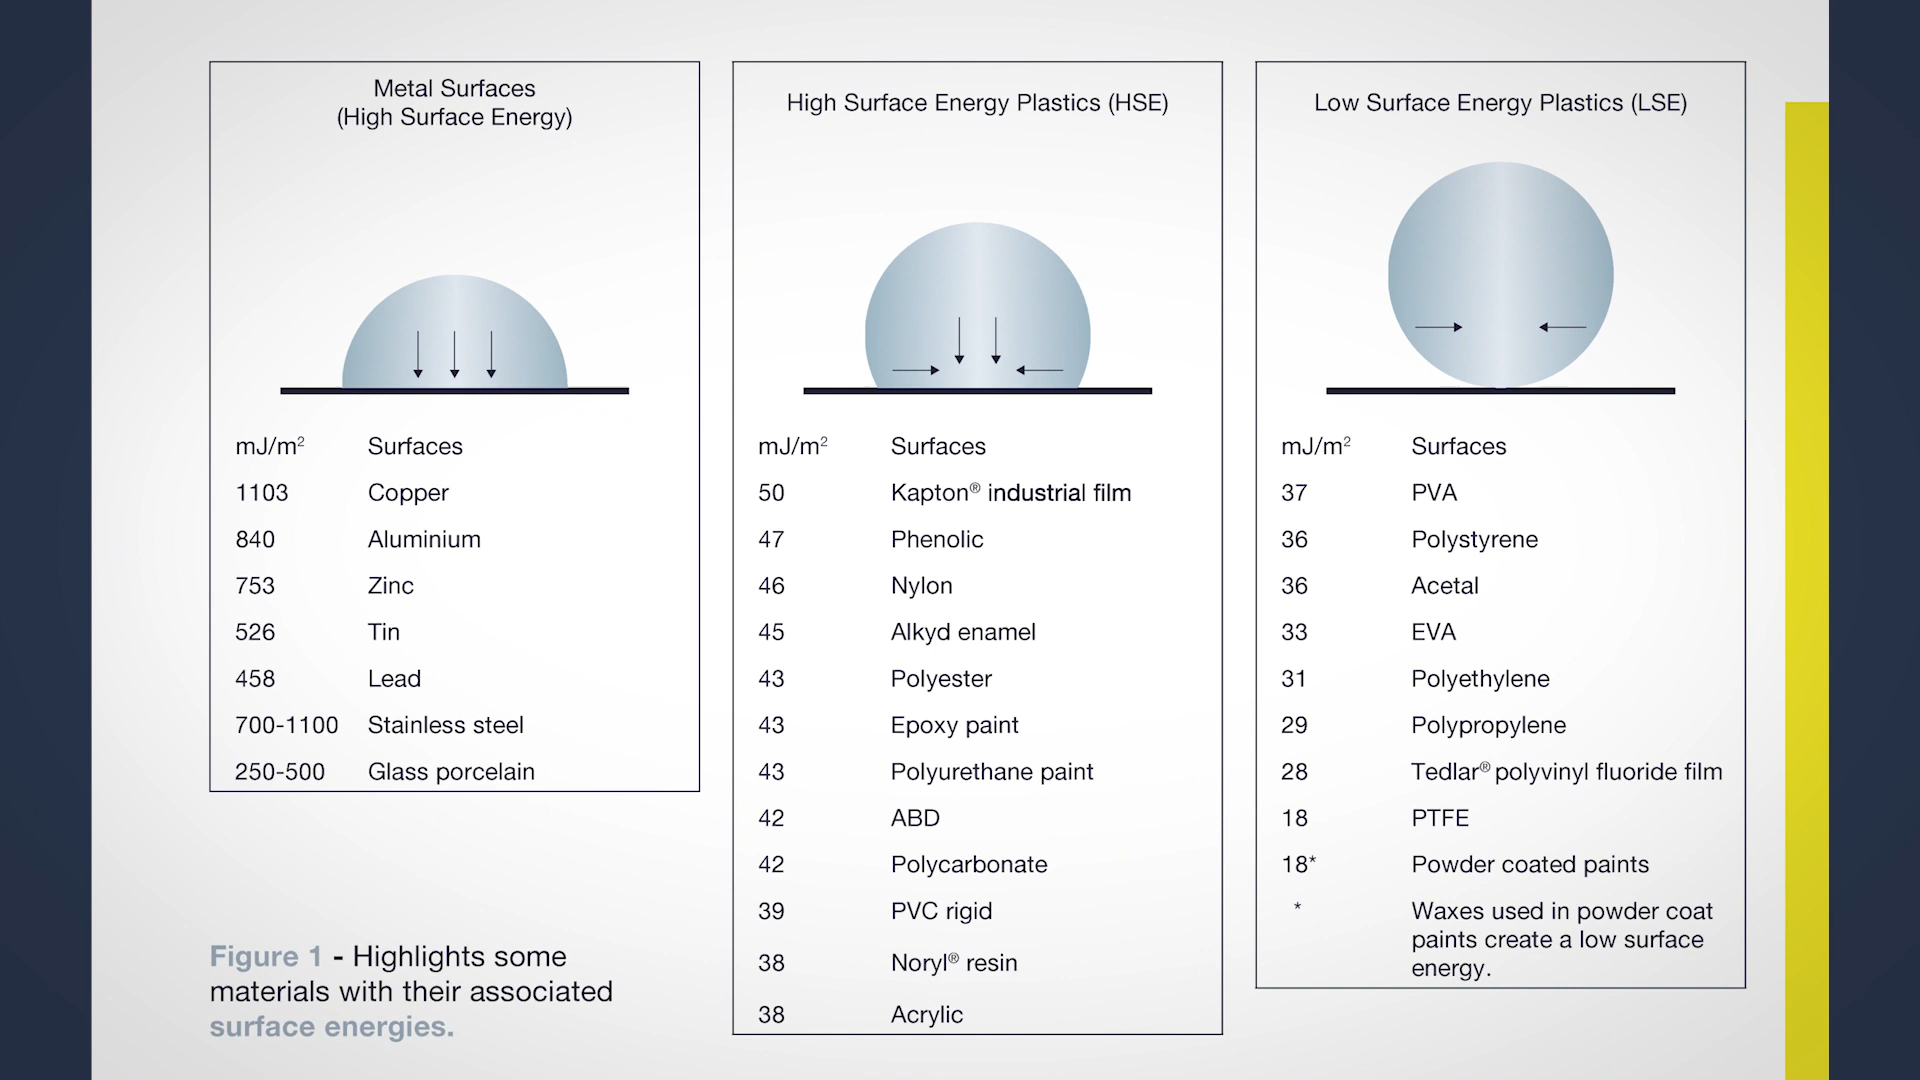 Metal Surfaces
(High Surface Energy)
mJ/m² Surfaces
1103 Copper
840 Aluminium
753 Zinc
526 Tin
458 Lead
700-1100 Stainless steel
250-500 Glass porcelain
Figure 1 - Highlights some
materials with their associated
surface energies.
High Surface Energy Plastics (HSE)
mJ/m² Surfaces
50 Kapton® industrial film
47 Phenolic
46 Nylon
45 Alkyd enamel
43 Polyester
43 Epoxy paint
43 Polyurethane paint
42 ABD
42 Polycarbonate
39 PVC rigid
38 Noryl® resin
38 Acrylic
Low Surface Energy Plastics (LSE)
mJ/m² Surfaces
37 PVA
36 Polystyrene
36 Acetal
33 EVA
31 Polyethylene
29 Polypropylene
28 Tedlar® polyvinyl fluoride film
18 PTFE
18* Powder coated paints
* Waxes used in powder coat
paints create a low surface
energy.